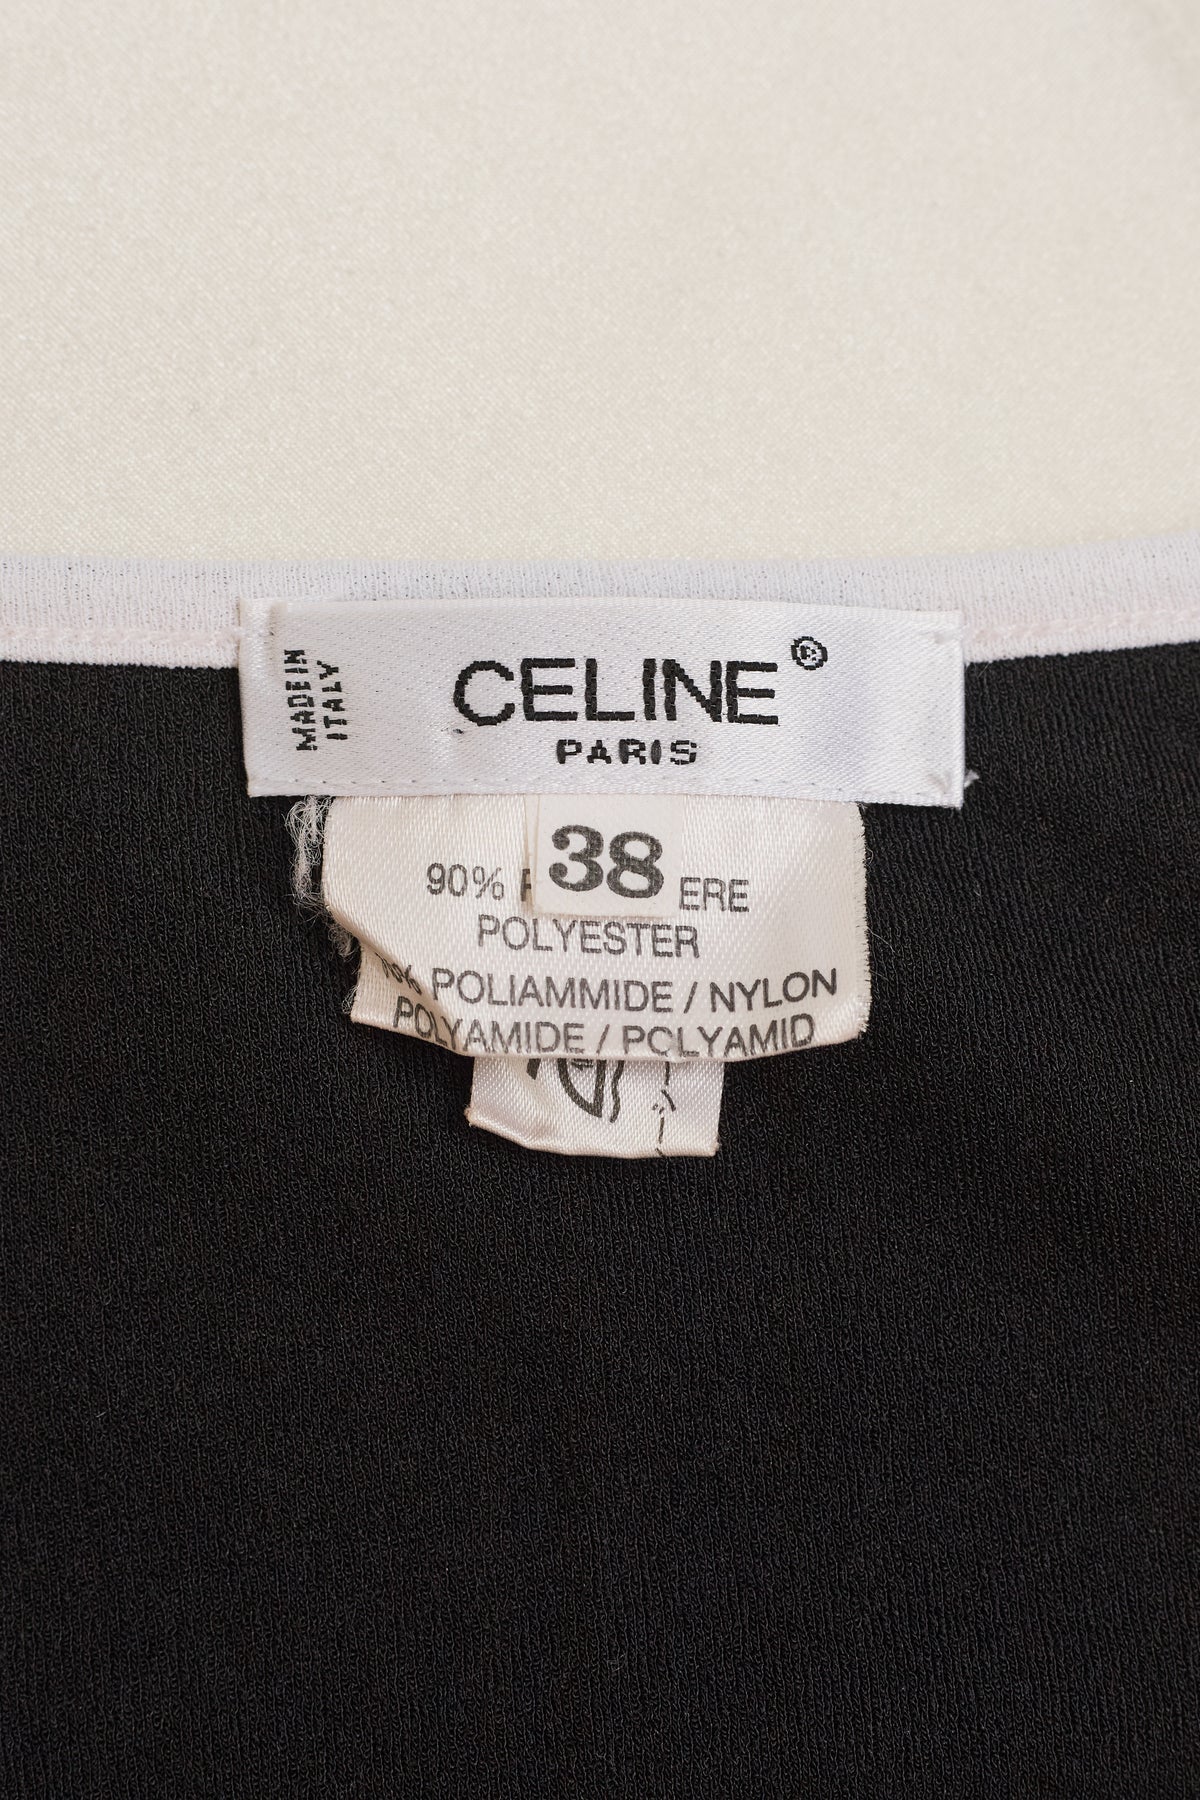 MADE IN
ITALY
CELINE®
PARIS
38
90% ERE
POLYESTER
% POLIAMMIDE / NYLON
POLYAMIDE / POLYAMID